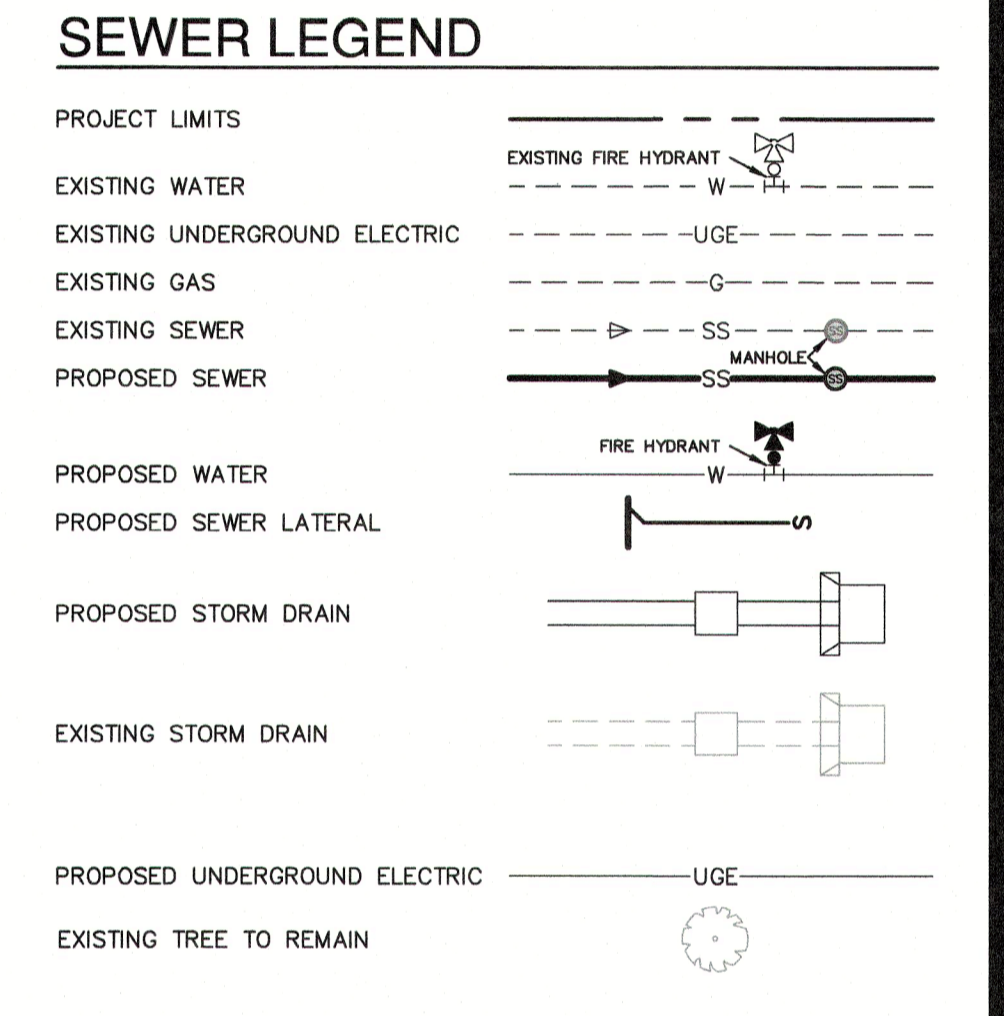 SEWER LEGEND
PROJECT LIMITS
EXISTING FIRE HYDRANT
EXISTING WATER W
EXISTING UNDERGROUND ELECTRIC UGE
EXISTING GAS G
EXISTING SEWER SS SS
MANHOLE
PROPOSED SEWER SS SS
FIRE HYDRANT
PROPOSED WATER W
PROPOSED SEWER LATERAL S
PROPOSED STORM DRAIN
EXISTING STORM DRAIN
PROPOSED UNDERGROUND ELECTRIC UGE
EXISTING TREE TO REMAIN